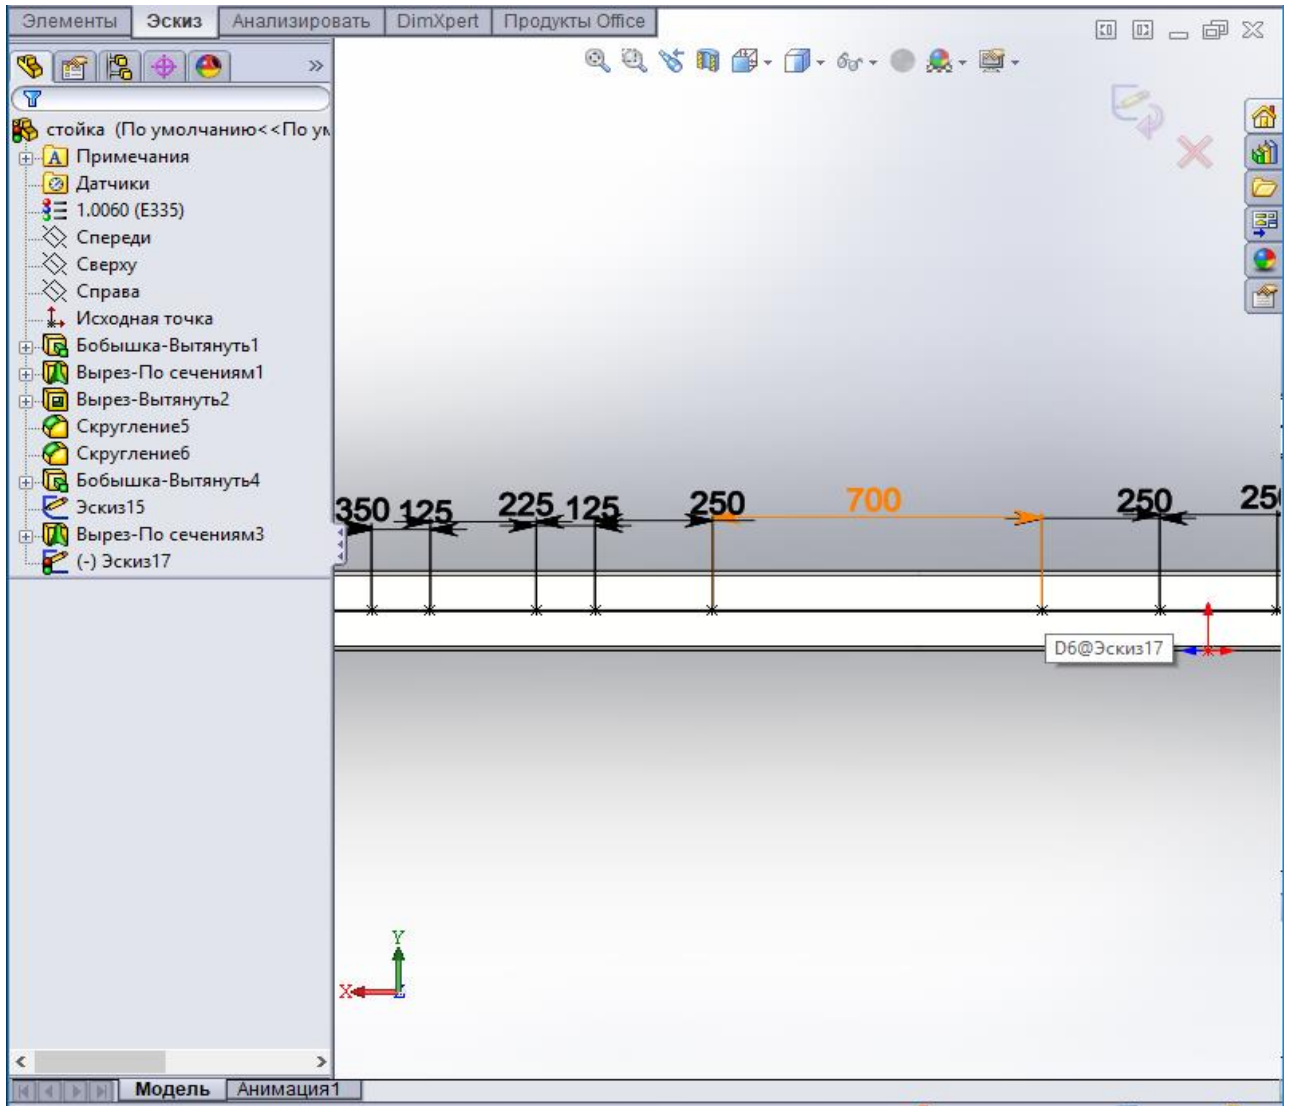 Элементы Эскиз Анализировать DimXpert Продукты Office
»
стойка (По умолчанию<<По ум
Примечания
Датчики
1.0060 (E335)
Спереди
Сверху
Справа
Исходная точка
Бобышка-Вытянуть1
Вырез-По сечениям1
Вырез-Вытянуть2
Скругление5
Скругление6
Бобышка-Вытянуть4
Эскиз15
Вырез-По сечениям3
(-) Эскиз17
350 125 225 125 250 700 250 250
D6@Эскиз17
Y
X Z
Модель Анимация1